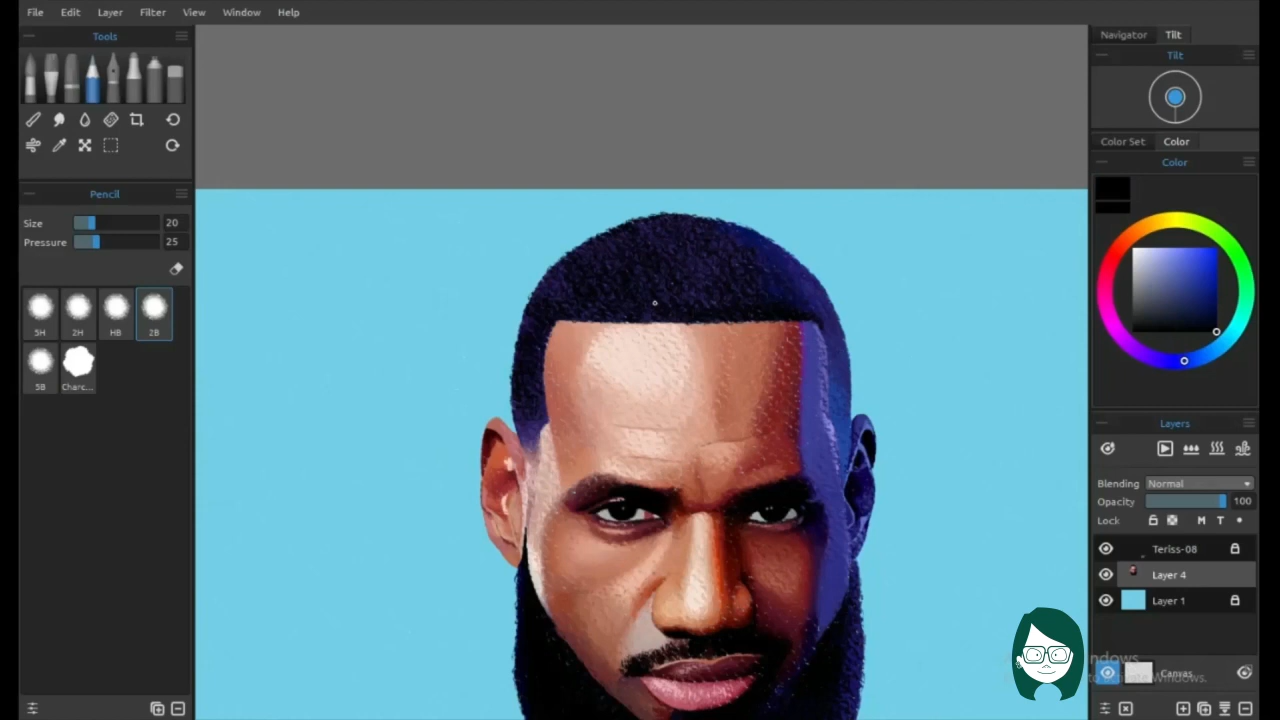 File Edit Layer Filter View Window Help
Tools
Pencil
Size 20
Pressure 25
5H 2H HB 2B
5B Charc...
Navigator Tilt
Tilt
Color Set Color
Color
Layers
Blending Normal
Opacity 100
Lock M T
Teriss-08
Layer 4
Layer 1
Canvas